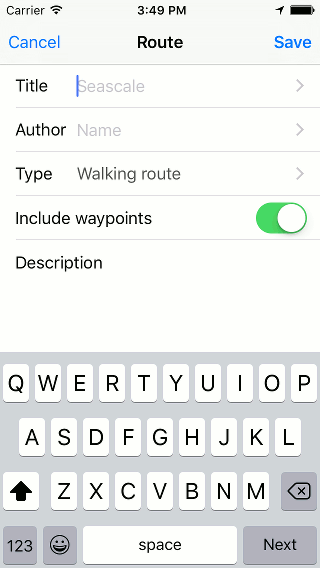 Carrier 3:49 PM
Cancel Route Save
Title Seascale
Author Name
Type Walking route
Include waypoints
Description
Q W E R T Y U I O P
A S D F G H J K L
Z X C V B N M
123 space Next